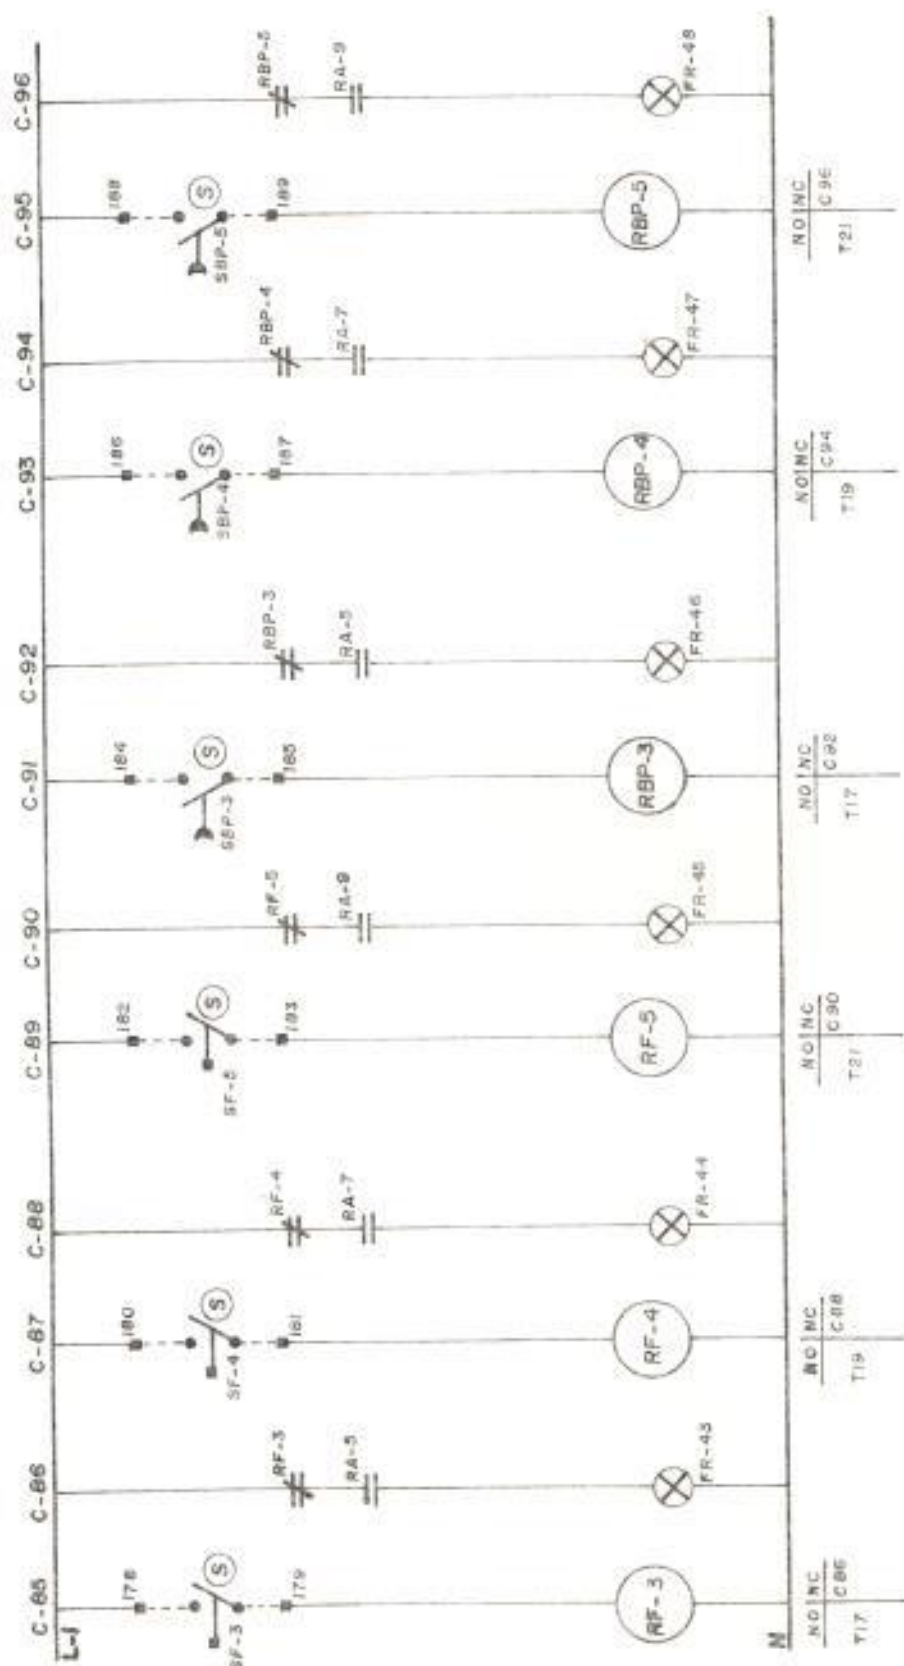 C-85
C-86
C-87
C-88
C-89
C-90
C-91
C-92
C-93
C-94
C-95
C-96
L-1
178
SF-3
S
179
RF-3
NO NC
T17 C86
RF-3
RA-5
FR-43
180
SF-4
S
181
RF-4
NO NC
T19 C88
RF-4
RA-7
FR-44
182
SF-5
S
183
RF-5
NO NC
T21 C90
RF-5
RA-9
FR-45
184
SBP-3
S
185
RBP-3
NO NC
T17 C92
RBP-3
RA-5
FR-46
186
SBP-4
S
187
RBP-4
NO NC
T19 C94
RBP-4
RA-7
FR-47
188
SBP-5
S
189
RBP-5
NO NC
T21 C96
RBP-5
RA-9
FR-48
N